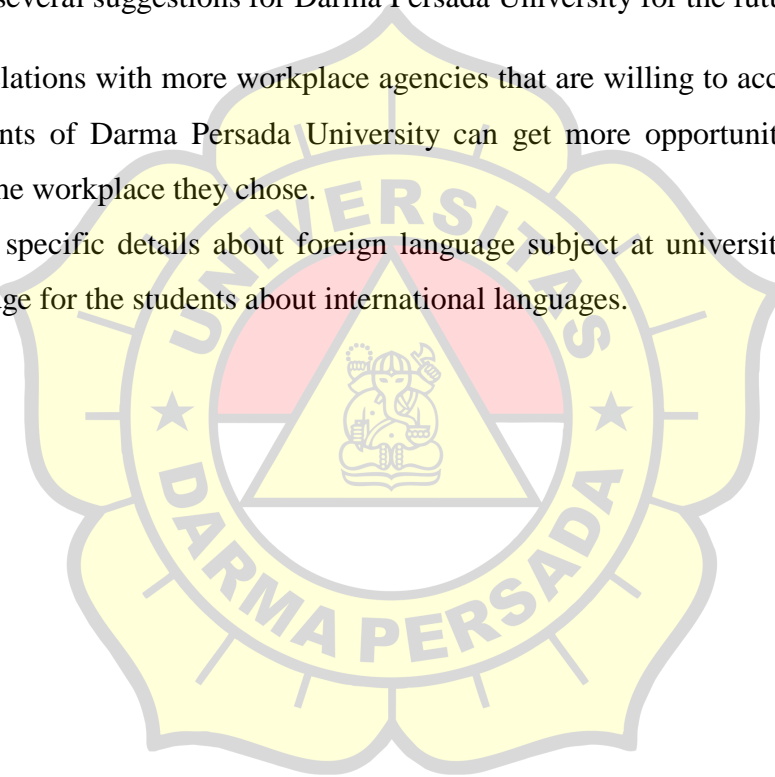 several suggestions for Darma Persada University for the futu
lations with more workplace agencies that are willing to acc
nts of Darma Persada University can get more opportunit
ne workplace they chose.
specific details about foreign language subject at universit
ge for the students about international languages.
UNIVERSITAS
DARMA PERSADA